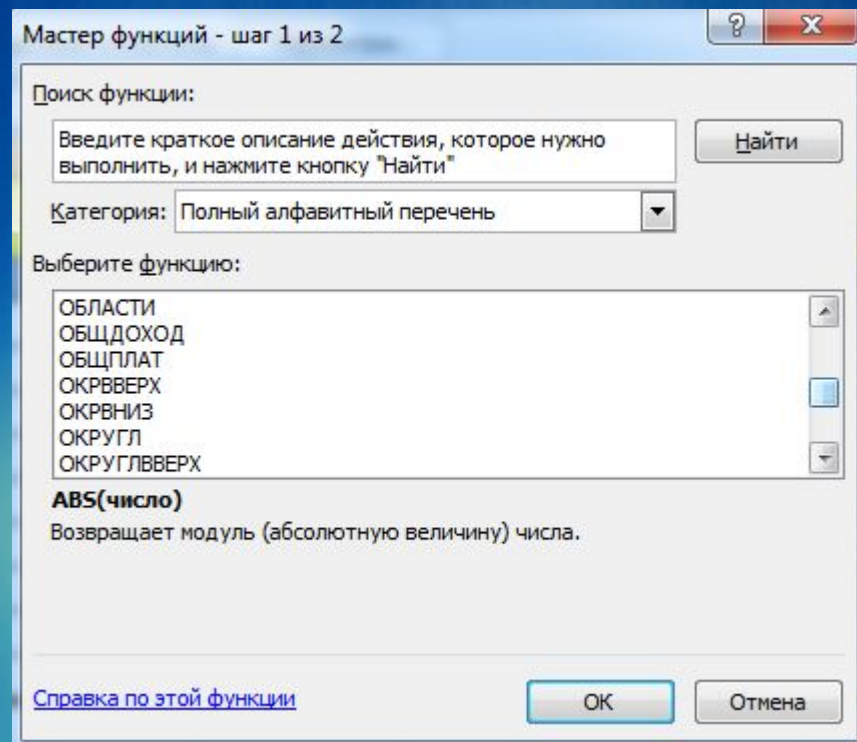 Мастер функций - шаг 1 из 2
Поиск функции:
Введите краткое описание действия, которое нужно
выполнить, и нажмите кнопку "Найти"
Найти
Категория: Полный алфавитный перечень
Выберите функцию:
ОБЛАСТИ
ОБЩДОХОД
ОБЩПЛАТ
ОКРВВЕРХ
ОКРВНИЗ
ОКРУГЛ
ОКРУГЛВВЕРХ
ABS(число)
Возвращает модуль (абсолютную величину) числа.
Справка по этой функции
ОК
Отмена